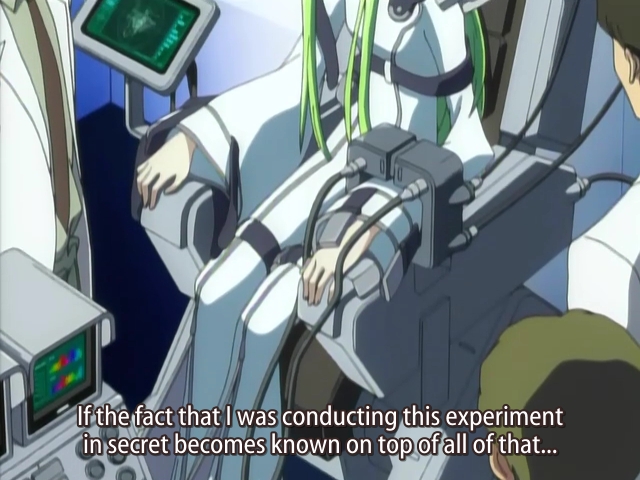 If the fact that I was conducting this experiment
in secret becomes known on top of all of that...